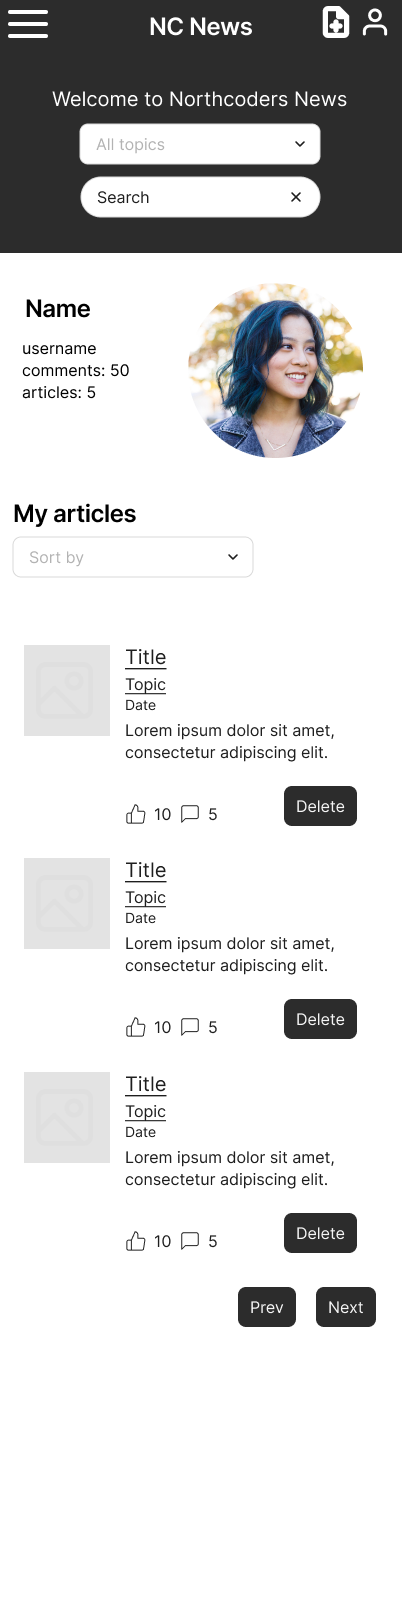 NC News
Welcome to Northcoders News
All topics
Search
Name
username
comments: 50
articles: 5
My articles
Sort by
Title
Topic
Date
Lorem ipsum dolor sit amet,
consectetur adipiscing elit.
10 5 Delete
Title
Topic
Date
Lorem ipsum dolor sit amet,
consectetur adipiscing elit.
10 5 Delete
Title
Topic
Date
Lorem ipsum dolor sit amet,
consectetur adipiscing elit.
10 5 Delete
Prev Next